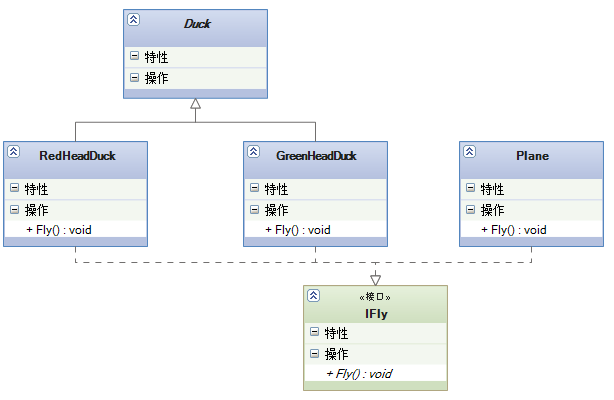 Duck
特性
操作
RedHeadDuck
特性
操作
+ Fly() : void
GreenHeadDuck
特性
操作
+ Fly() : void
Plane
特性
操作
+ Fly() : void
«接口»
IFly
特性
操作
+ Fly() : void